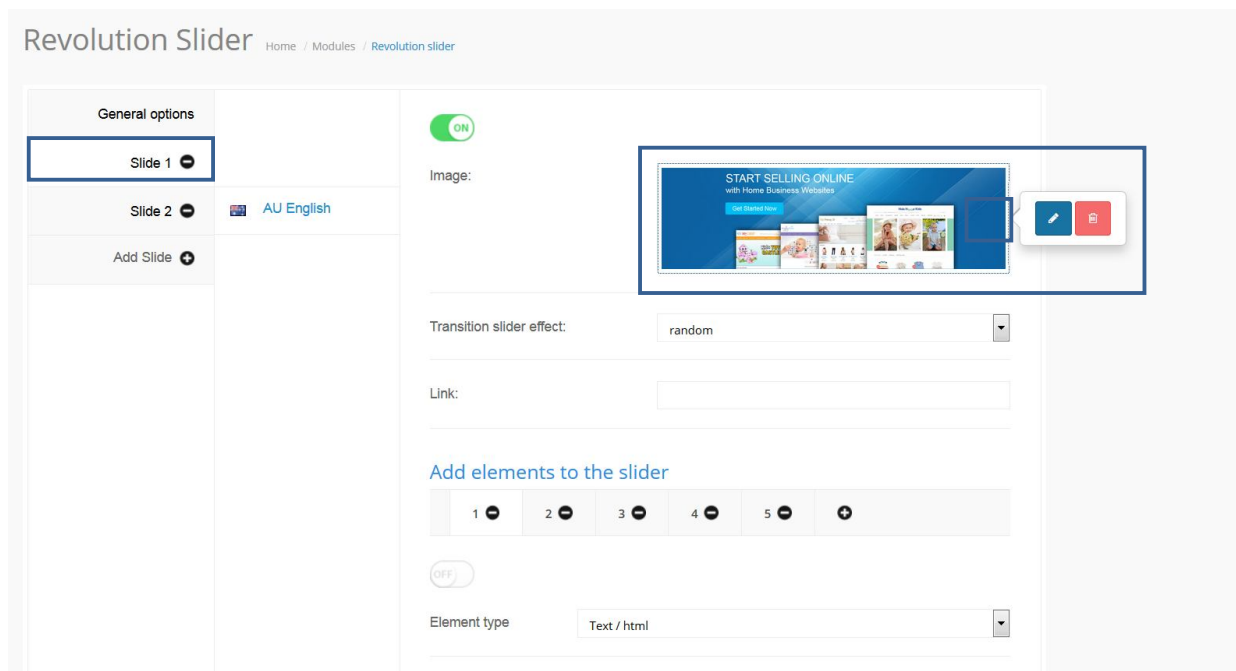 Revolution Slider Home / Modules / Revolution slider
General options
Slide 1
Slide 2
Add Slide
AU English
ON
Image:
START SELLING ONLINE
with Home Business Websites
Get Started Now
Transition slider effect:
random
Link:
Add elements to the slider
1 2 3 4 5
OFF
Element type
Text / html